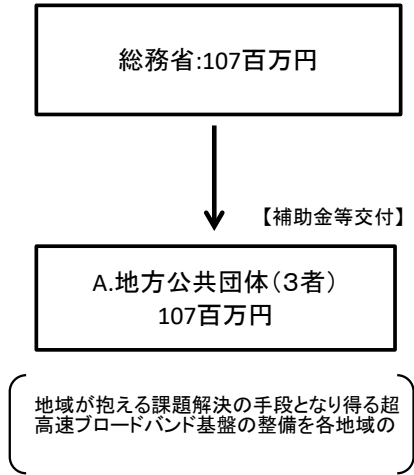 総務省:107百万円
【補助金等交付】
A.地方公共団体(３者)
107百万円
地域が抱える課題解決の手段となり得る超
高速ブロードバンド基盤の整備を各地域の